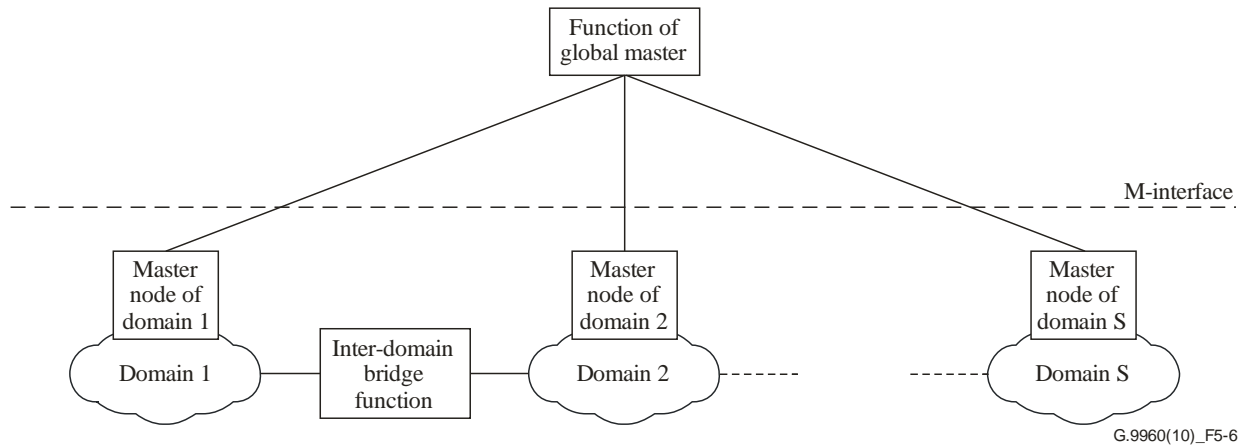 Function of
global master
M-interface
Master
node of
domain 1
Master
node of
domain 2
Master
node of
domain S
Domain 1
Inter-domain
bridge
function
Domain 2
Domain S
G.9960(10)_F5-6